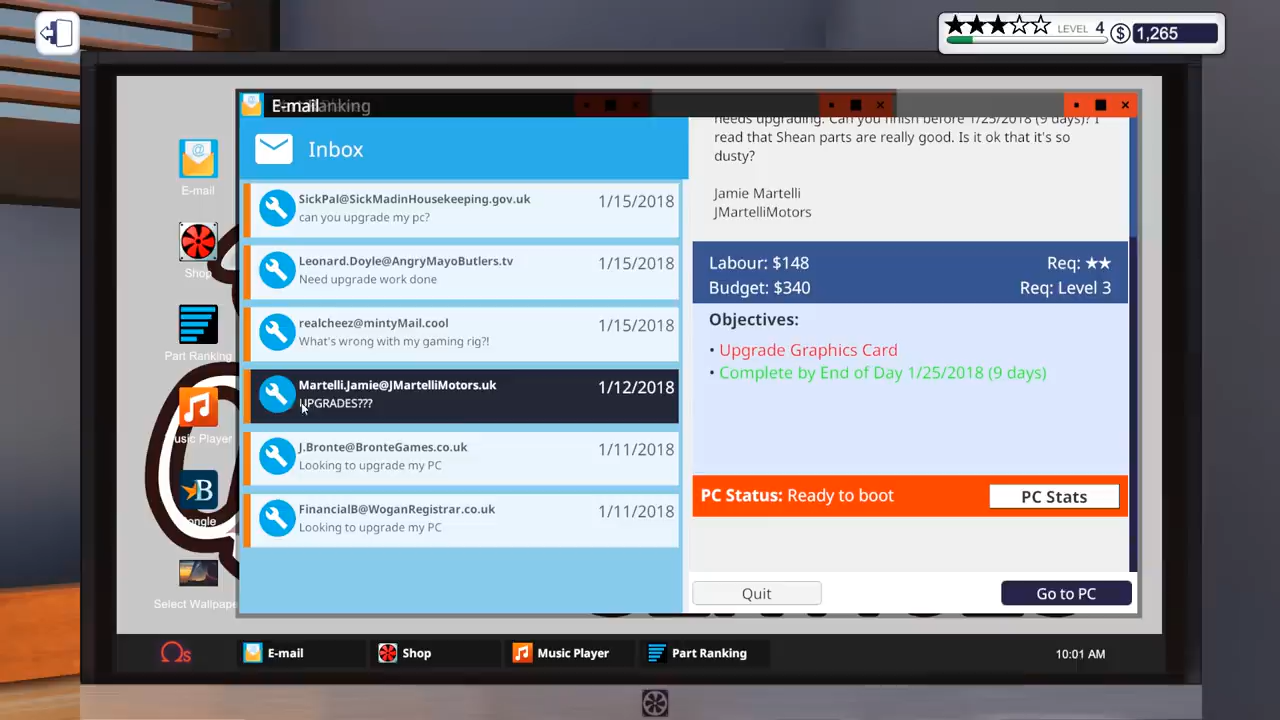 LEVEL 4
$ 1,265
E-mail
Inbox
SickPal@SickMadinHousekeeping.gov.uk 1/15/2018
can you upgrade my pc?
Leonard.Doyle@AngryMayoButlers.tv 1/15/2018
Need upgrade work done
realcheez@mintyMail.cool 1/15/2018
What's wrong with my gaming rig?!
Martelli.Jamie@JMartelliMotors.uk 1/12/2018
UPGRADES???
J.Bronte@BronteGames.co.uk 1/11/2018
Looking to upgrade my PC
FinancialB@WoganRegistrar.co.uk 1/11/2018
Looking to upgrade my PC
needs upgrading. Can you finish before 1/25/2018 (9 days)? I
read that Shean parts are really good. Is it ok that it's so
dusty?
Jamie Martelli
JMartelliMotors
Labour: $148 Req: ★★
Budget: $340 Req: Level 3
Objectives:
• Upgrade Graphics Card
• Complete by End of Day 1/25/2018 (9 days)
PC Status: Ready to boot PC Stats
Quit Go to PC
E-mail
Shop
Part Ranking
Music Player
Select Wallpape
E-mail Shop Music Player Part Ranking 10:01 AM